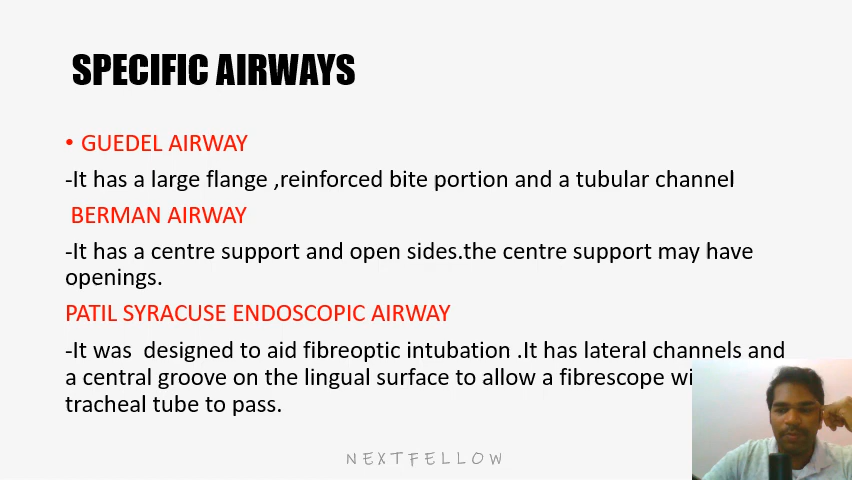 SPECIFIC AIRWAYS
• GUEDEL AIRWAY
-It has a large flange ,reinforced bite portion and a tubular channel
BERMAN AIRWAY
-It has a centre support and open sides.the centre support may have
openings.
PATIL SYRACUSE ENDOSCOPIC AIRWAY
-It was designed to aid fibreoptic intubation .It has lateral channels and
a central groove on the lingual surface to allow a fibrescope
tracheal tube to pass.
NEXTFELLOW